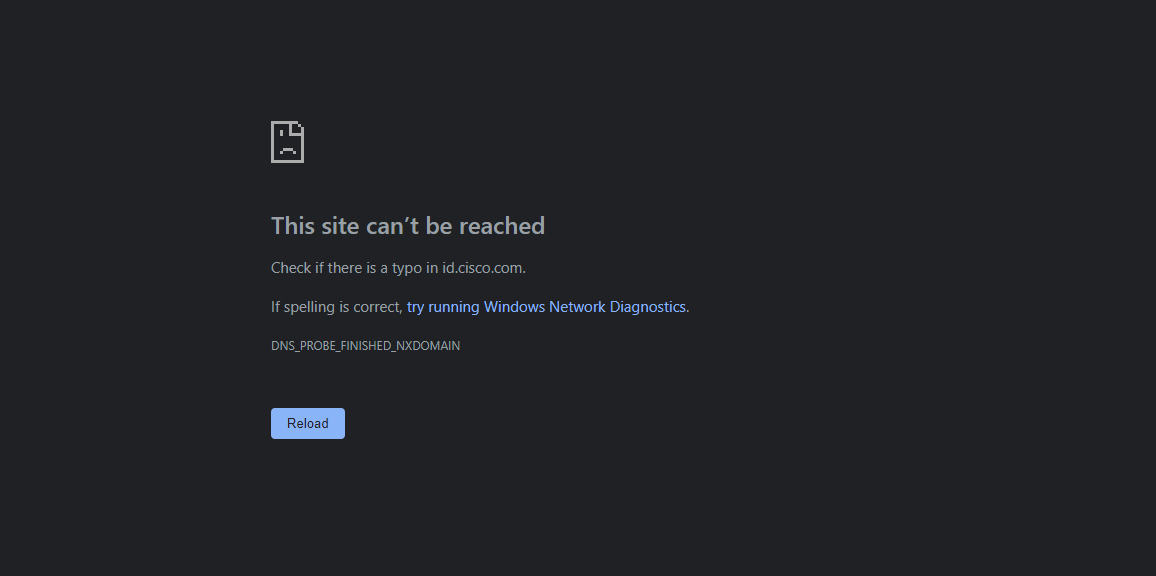 This site can’t be reached
Check if there is a typo in id.cisco.com.
If spelling is correct, try running Windows Network Diagnostics.
DNS_PROBE_FINISHED_NXDOMAIN
Reload